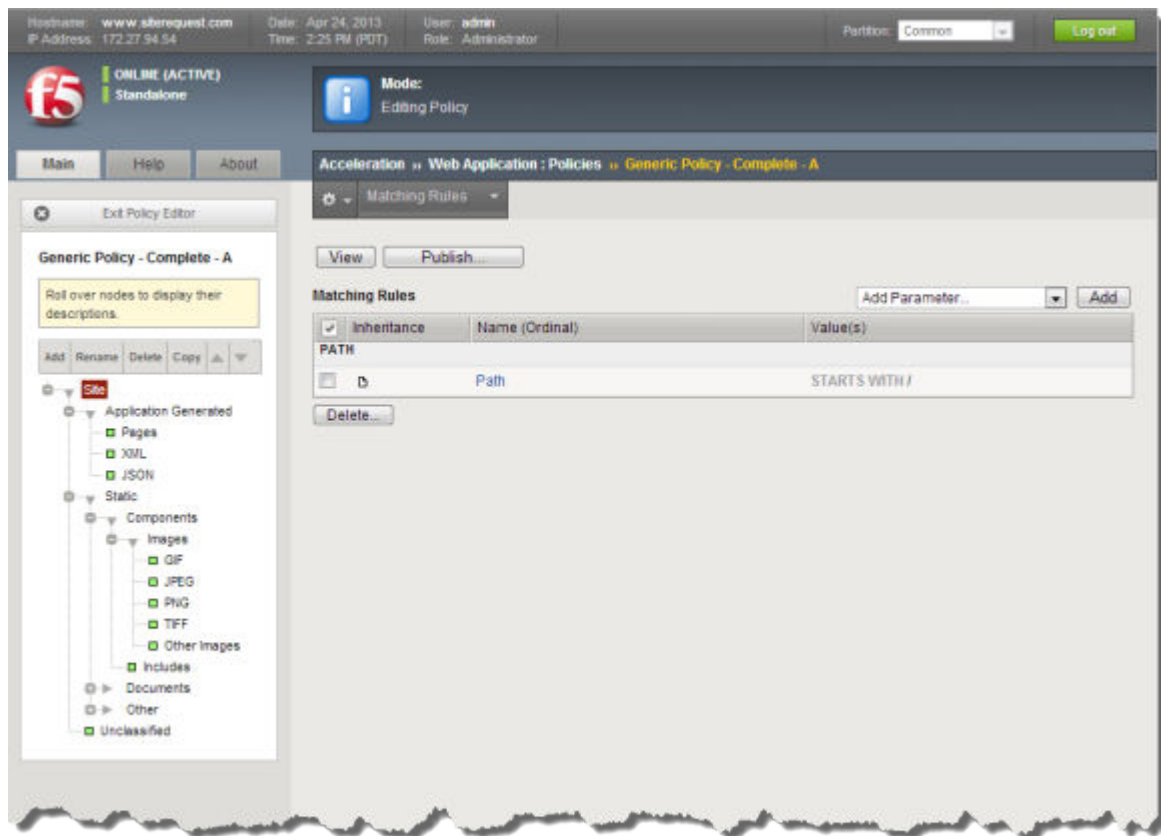 Hostname: www.siterequest.com Date: Apr 24, 2013 User: admin Partition: Common Log out
IP Address: 172.27.94.54 Time: 2:25 PM (PDT) Role: Administrator
f5
ONLINE (ACTIVE)
Standalone
Mode:
Editing Policy
Main Help About
Acceleration ›› Web Application : Policies ›› Generic Policy - Complete - A
Matching Rules
Exit Policy Editor
Generic Policy - Complete - A
Roll over nodes to display their
descriptions.
Add Rename Delete Copy
Site
Application Generated
Pages
XML
JSON
Static
Components
Images
GIF
JPEG
PNG
TIFF
Other Images
Includes
Documents
Other
Unclassified
View Publish...
Matching Rules Add Parameter... Add
Inheritance Name (Ordinal) Value(s)
PATH
Path STARTS WITH /
Delete...